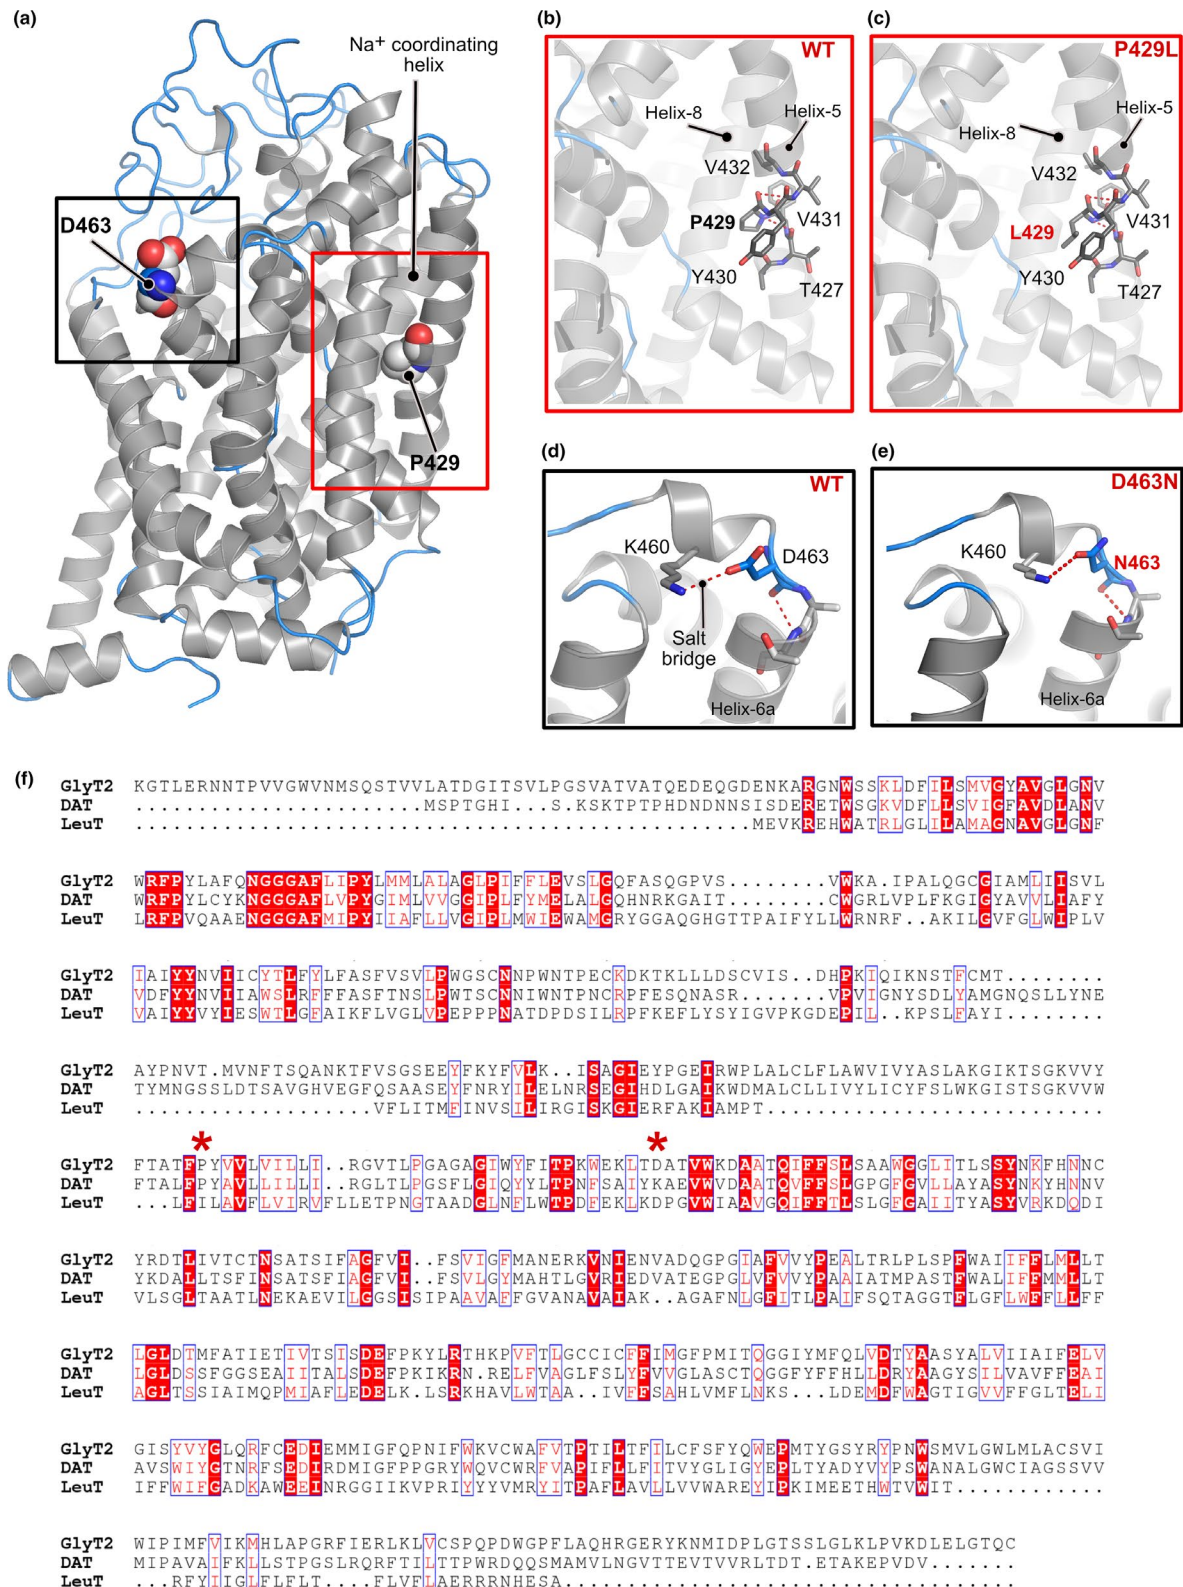 (a)
Na+ coordinating
helix
D463
P429
(b)
WT
Helix-8
Helix-5
V432
P429
V431
Y430
T427
(c)
P429L
Helix-8
Helix-5
V432
V431
L429
Y430
T427
(d)
WT
K460
D463
Salt
bridge
Helix-6a
(e)
D463N
K460
N463
Helix-6a
(f)
GlyT2 KGTLERNNTPVVGWVNMSQSTVVLATDGITSVLPGSVATVATQEDEQGDENKARGNWSSKLDFILSMVGYAVGLGNV
DAT ........................MSPTGHI...S.KSKTPTPHDNDNNSISDERETWSGKVDFLLSVIGFAVDLANV
LeuT ...................................................MEVKREHWATRLGLILAMAGNAVGLGNF
GlyT2 WRFPYLAFQNGGGAFLIPYLMMLALAGLPIFFLEVSLGQFASQGPVS........VWKA.IPALQGCGIAMLIISVL
DAT WRFPYLCYKNGGGAFLVPYGIMLVVGGIPLFYMELALGQHNRKGAIT........CWGRLVPLFKGIGYAVVLIAFY
LeuT LRFPVQAAENGGGAFMIPYIIAFLLVGIPLMWIEWAMGRYGGAQGHGTTPAIFYLLWRNRF..AKILGVFGLWIPLV
GlyT2 IAIYYNVIICYTLFYLFASFVSVLPWGSCNNPWNTPECKDKTKLLLDSCVIS..DHPKIQIKNSTFCMT........
DAT VDFYYNVIIAWSLRFFFASFTNSLPWTSCNNIWNTPNCRPFESQNASR........VPVIGNYSDLYAMGNQSLLYNE
LeuT VAIYYVYIESWTLGFAIKFLVGLVPEPPPNATDPDSILRPFKEFLYSYIGVPKGDEPIL..KPSLFAYI........
GlyT2 AYPNVT.MVNFTSQANKTFVSGSEEYFKYFVLK..ISAGIEYPGEIRWPLALCLFLAWVIVYASLAKGIKTSGKVVY
DAT TYMNGSSLDTSAVGHVEGFQSAASEYFNRYILELNRSEGIHDLGAIKWDMALCLLIVYLICYFSLWKGISTSGKVVW
LeuT ...................VFLITMFINVSILIRGISKGIERFAKIAMPT...........................
* *
GlyT2 FTATFPYVVLVILLI..RGVTLPGAGAGIWYFITPKWEKLTDATVWKDAATQIFFSLSAAWGGLITLSSYNKFHNNC
DAT FTALFPYAVLLILLI..RGLTLPGSFLGIQYYLTPNFSAIYKAEVWVDAATQVFFSLGPGFGVLLAYASYNKYHNNV
LeuT ...LFILAVFLVIRVFLLETPNGTAADGLNFLWTPDFEKLKDPGVWIAAVGQIFFTLSLGFGAIITYASYVRKDQDI
GlyT2 YRDTLIVTCTNSATSIFAGFVI..FSVIGFMANERKVNIENVADQGPGIAFVVYPEALTRLPLSPFWAIIFFLMLLT
DAT YKDALLTSFINSATSFIAGFVI..FSVLGYMAHTLGVRIEDVATEGPGLVFVVYPAAIATMPASTFWALIFFMMLLT
LeuT VLSGLTAATLNEKAEVILGGSISIPAAVAFFGVANAVAIAK..AGAFNLGFITLPAIFSQTAGGTFLGFLWFFLLFF
GlyT2 LGLDTMFATIETIVTSISDEFPKYLRTHKPVFTLGCCICFFIMGFPMITQGGIYMFQLVDTYAASYALVIIAIFELV
DAT LGLDSSFGGSEAIITALSDEFPKIKRN.RELFVAGLFSLYFVVGLASCTQGGFYFFHLLDRYAAGYSILVAVFFEAI
LeuT AGLTSSIAIMQPMIAFLEDELK.LSRKHAVLWTAA..IVFFSAHLVMFLNKS...LDEMDFWAGTIGVVFFGLTELI
GlyT2 GISYVYGLQRFCEDIEMMIGFQPNIFWKVCWAFVTPTILTFILCFSFYQWEPMTYGSYRYPNWSMVLGWLMLACSVI
DAT AVSWIYGTNRFSEDIRDMIGFPPGRYWQVCWRFVAPIFLLFITVYGLIGYEPLTYADYVYPSWANALGWCIAGSSVV
LeuT IFFWIFGADKAWEEINRGGIIKVPRIYYYVMRYITPAFLAVLLVVWAREYIPKIMEETHWTVWIT............
GlyT2 WIPIMFVIKMHLAPGRFIERLKLVCSPQPDWGPFLAQHRGERYKNMIDPLGTSSLGLKLPVKDLELGTQC
DAT MIPAVAIFKLLSTPGSLRQRFTILTTPWRDQQSMAMVLNGVTTEVTVVRLTDT.ETAKEPVDV.......
LeuT ...RFYIIGLFLFLT....FLVFLAERRRNHESA....................................